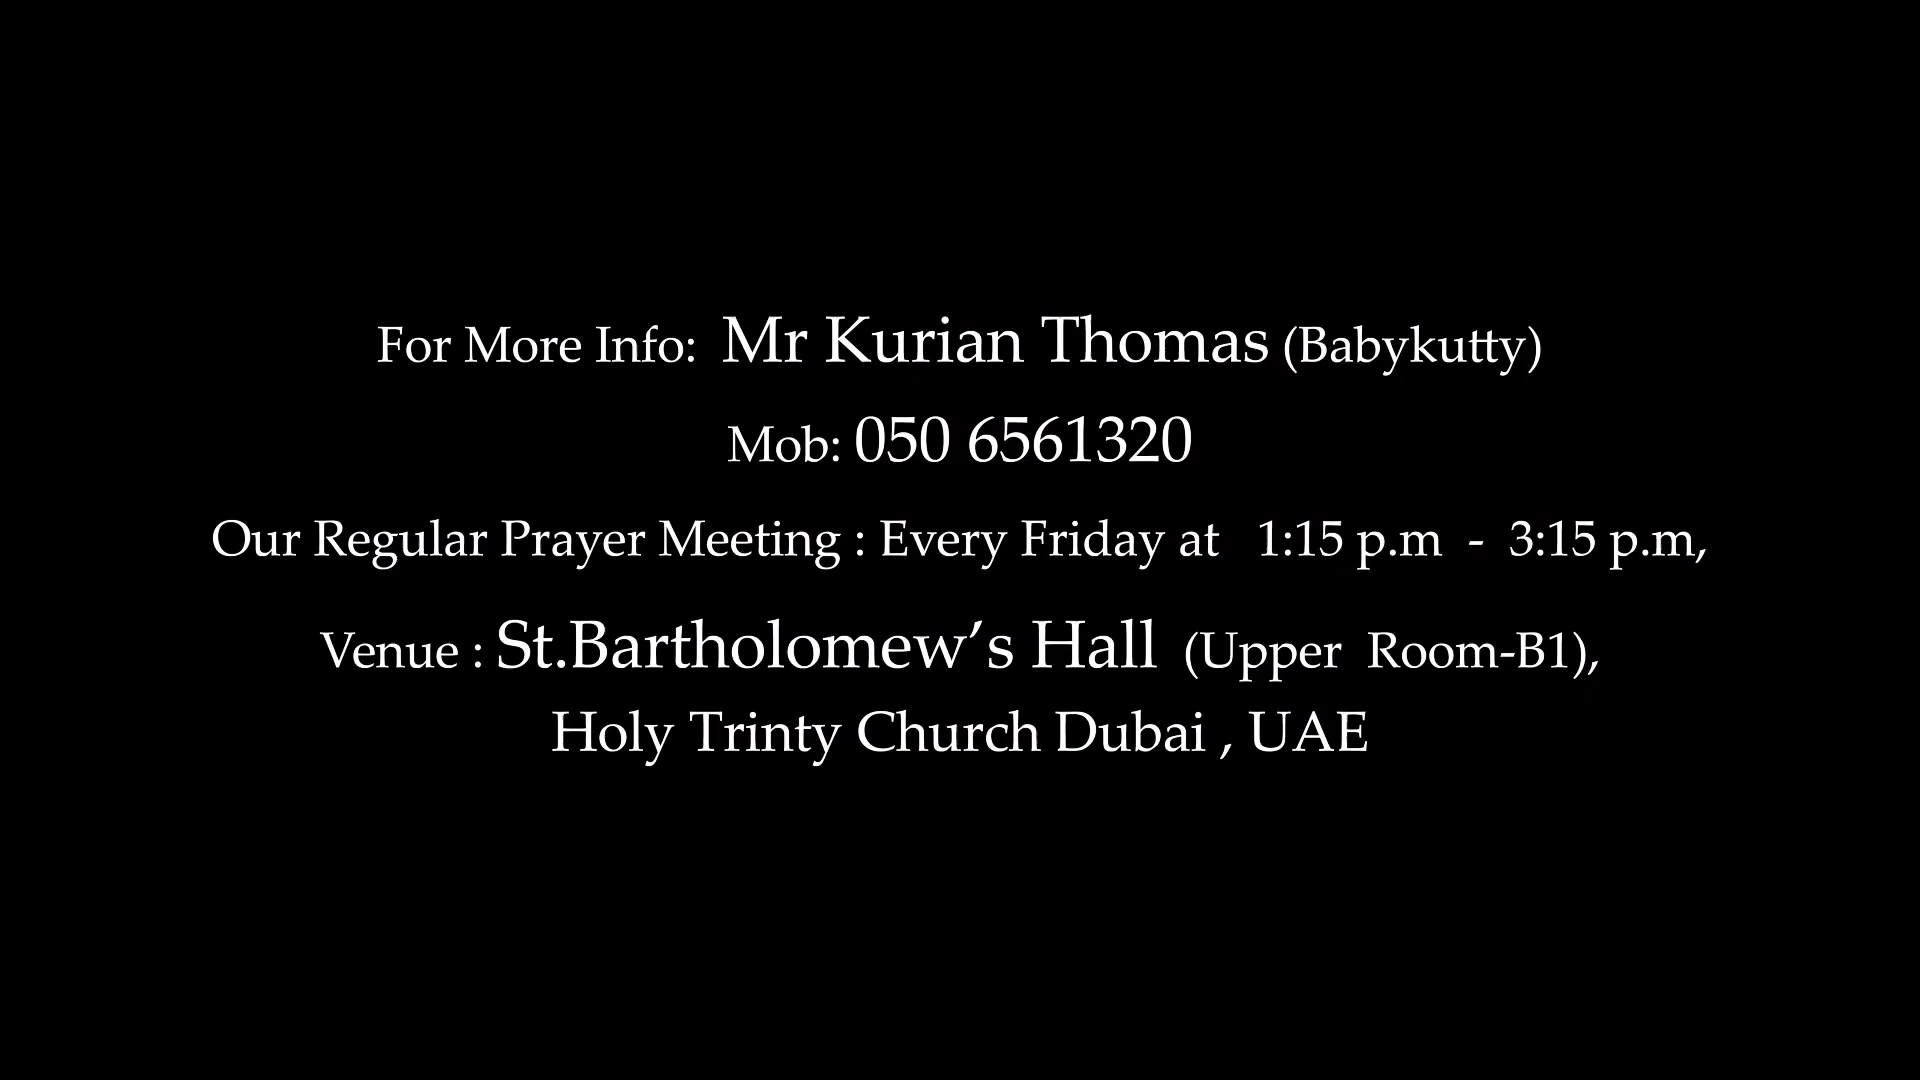 For More Info: Mr Kurian Thomas (Babykutty)
Mob: 050 6561320
Our Regular Prayer Meeting : Every Friday at 1:15 p.m - 3:15 p.m,
Venue : St.Bartholomew’s Hall (Upper Room-B1),
Holy Trinty Church Dubai , UAE